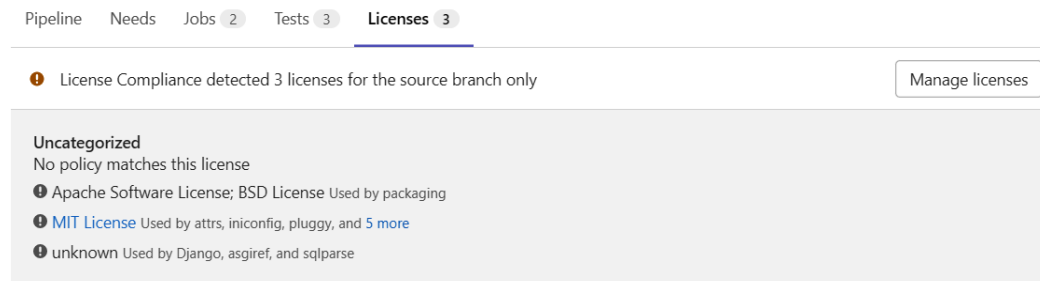 Pipeline Needs Jobs 2 Tests 3 Licenses 3
License Compliance detected 3 licenses for the source branch only Manage licenses
Uncategorized
No policy matches this license
Apache Software License; BSD License Used by packaging
MIT License Used by attrs, iniconfig, pluggy, and 5 more
unknown Used by Django, asgiref, and sqlparse